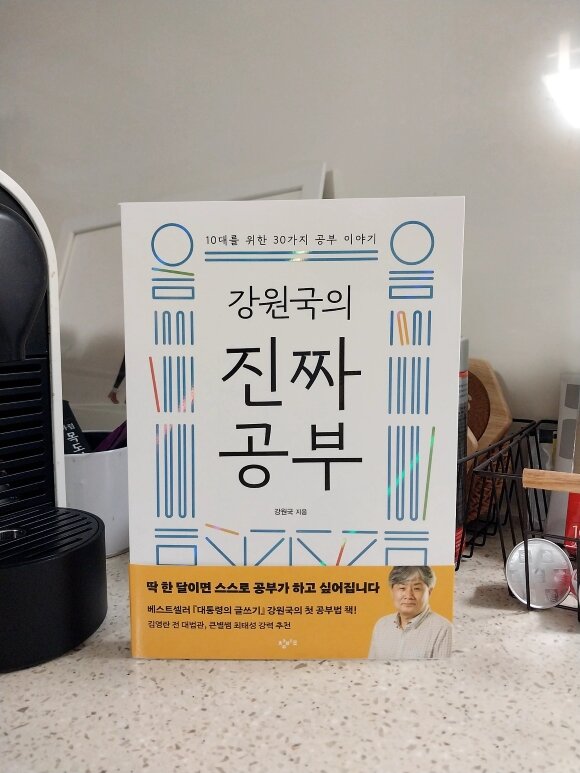 10대를 위한 30가지 공부 이야기
강원국의
진짜
공부
강원국 지음
딱 한 달이면 스스로 공부가 하고 싶어집니다
베스트셀러 『대통령의 글쓰기』 강원국의 첫 공부법 책!
김영란 전 대법관, 큰별쌤 최태성 강력 추천
창비교육